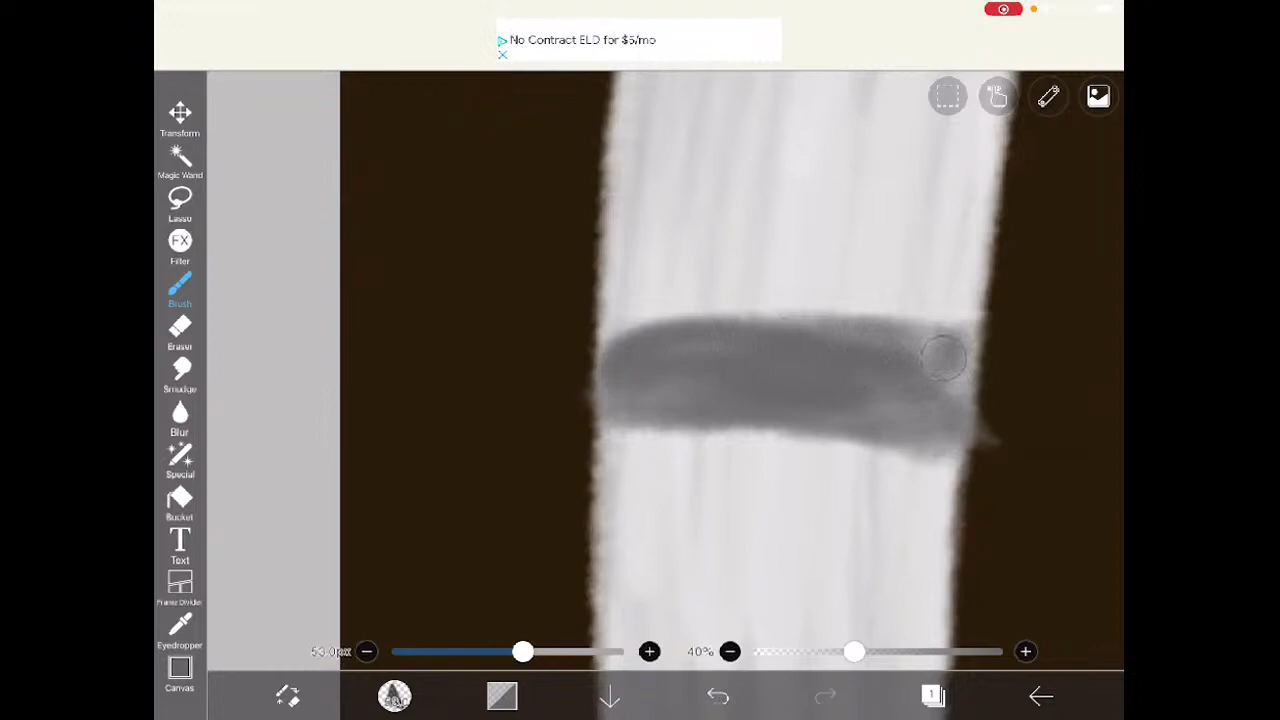 No Contract ELD for $5/mo
Transform
Magic Wand
Lasso
FX
Filter
Brush
Eraser
Smudge
Blur
Special
Bucket
T
Text
Frame Divider
Eyedropper
Canvas
40%
1